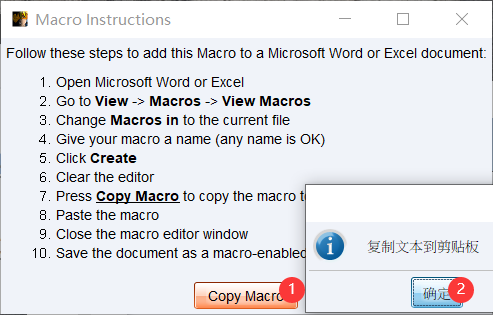 Macro Instructions
Follow these steps to add this Macro to a Microsoft Word or Excel document:
1. Open Microsoft Word or Excel
2. Go to View -> Macros -> View Macros
3. Change Macros in to the current file
4. Give your macro a name (any name is OK)
5. Click Create
6. Clear the editor
7. Press Copy Macro to copy the macro
8. Paste the macro
9. Close the macro editor window
10. Save the document as a macro-enabled
复制文本到剪贴板
Copy Macro 1
确定 2